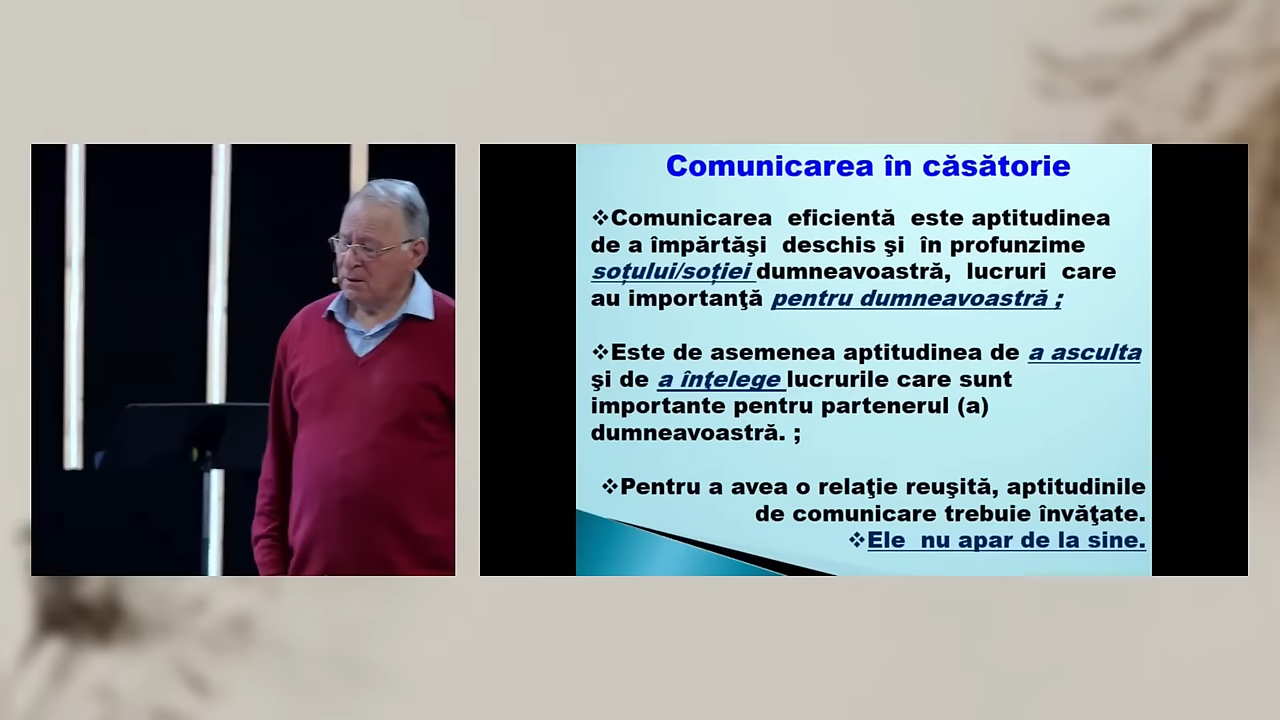 Comunicarea în căsătorie
❖Comunicarea eficientă este aptitudinea
de a împărtăşi deschis şi în profunzime
soțului/soției dumneavoastră, lucruri care
au importanţă pentru dumneavoastră ;
❖Este de asemenea aptitudinea de a asculta
şi de a înţelege lucrurile care sunt
importante pentru partenerul (a)
dumneavoastră. ;
❖Pentru a avea o relaţie reuşită, aptitudinile
de comunicare trebuie învăţate.
❖Ele nu apar de la sine.